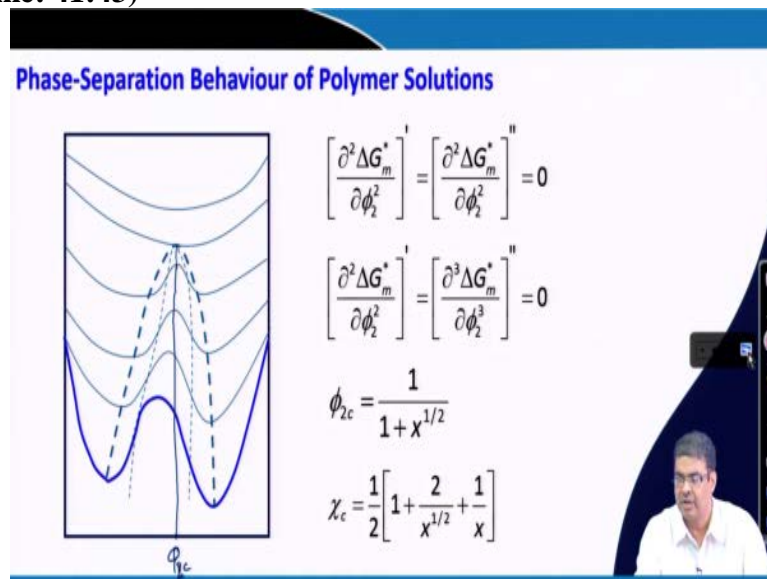 Phase-Separation Behaviour of Polymer Solutions
[∂²ΔG*ₘ/∂ϕ₂²]' = [∂²ΔG*ₘ/∂ϕ₂²]'' = 0
[∂²ΔG*ₘ/∂ϕ₂²]' = [∂³ΔG*ₘ/∂ϕ₂³]'' = 0
ϕ₂c = 1/(1+x^{1/2})
χc = 1/2[1+2/x^{1/2}+1/x]